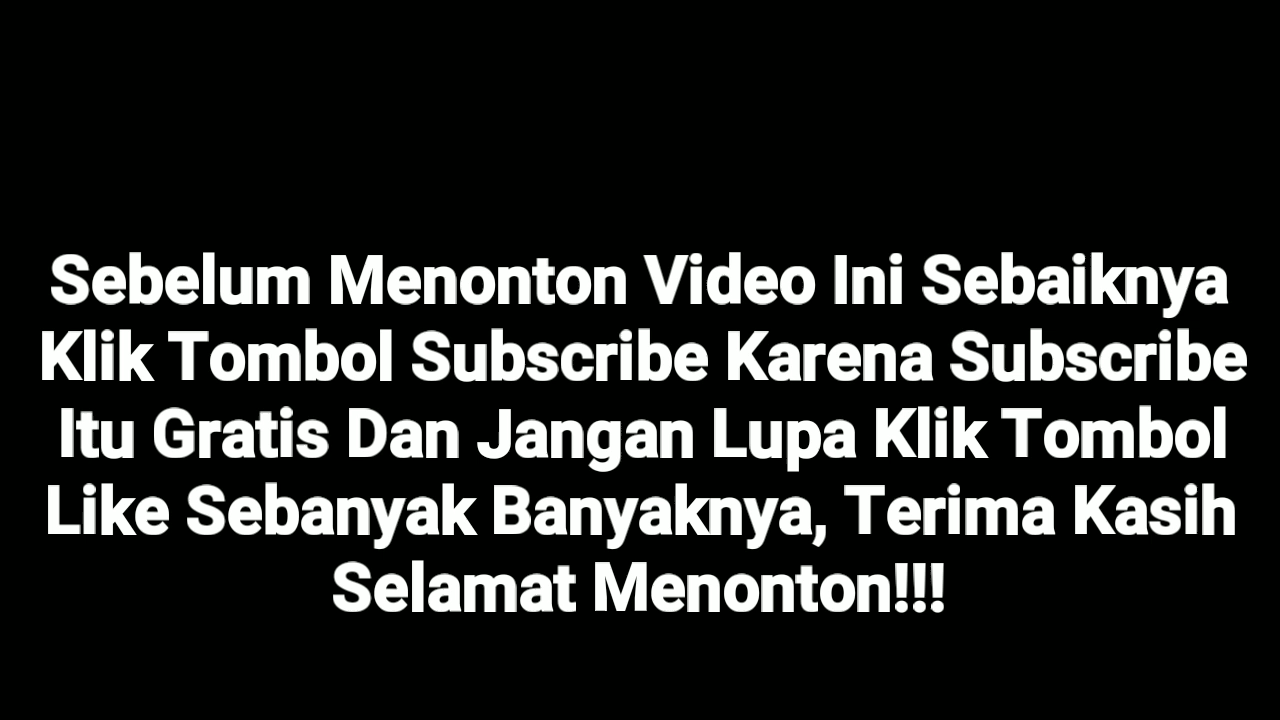 Sebelum Menonton Video Ini Sebaiknya
Klik Tombol Subscribe Karena Subscribe
Itu Gratis Dan Jangan Lupa Klik Tombol
Like Sebanyak Banyaknya, Terima Kasih
Selamat Menonton!!!